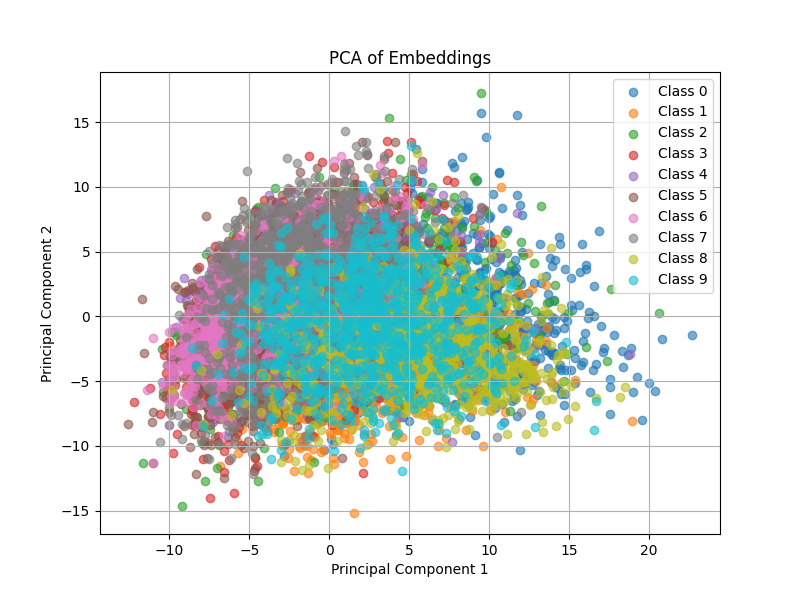 PCA of Embeddings
Class 0
Class 1
Class 2
Class 3
Class 4
Class 5
Class 6
Class 7
Class 8
Class 9
Principal Component 2
15
10
5
0
−5
−10
−15
−10
−5
0
5
10
15
20
Principal Component 1